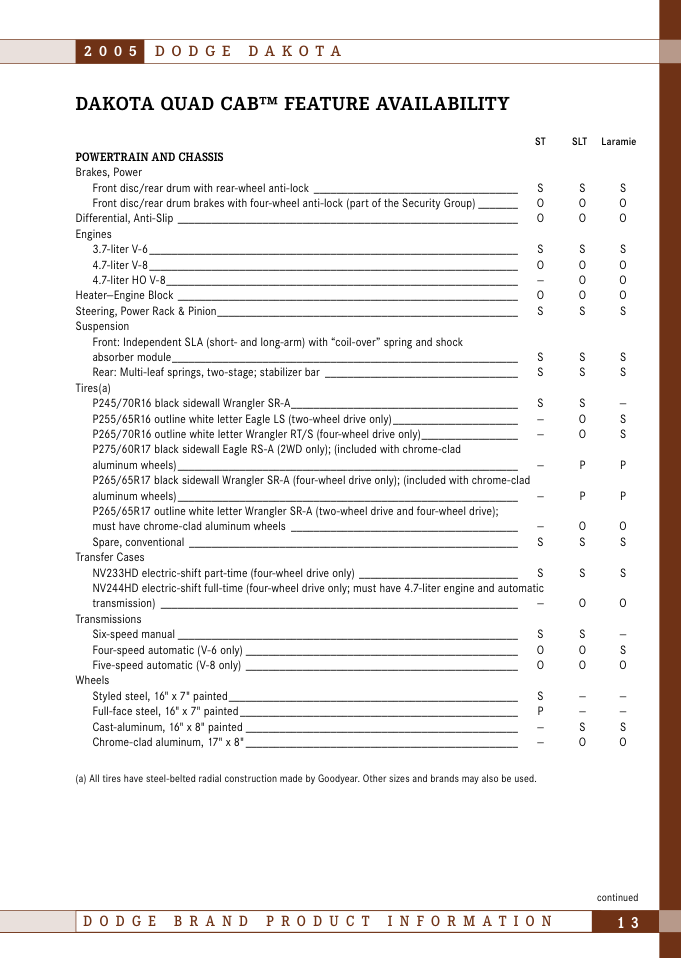 2005 DODGE DAKOTA
DAKOTA QUAD CAB™ FEATURE AVAILABILITY
ST SLT Laramie
POWERTRAIN AND CHASSIS
Brakes, Power
Front disc/rear drum with rear-wheel anti-lock S S S
Front disc/rear drum brakes with four-wheel anti-lock (part of the Security Group) O O O
Differential, Anti-Slip O O O
Engines
3.7-liter V-6 S S S
4.7-liter V-8 O O O
4.7-liter HO V-8 – O O
Heater–Engine Block O O O
Steering, Power Rack & Pinion S S S
Suspension
Front: Independent SLA (short- and long-arm) with “coil-over” spring and shock
absorber module S S S
Rear: Multi-leaf springs, two-stage; stabilizer bar S S S
Tires(a)
P245/70R16 black sidewall Wrangler SR-A S S –
P255/65R16 outline white letter Eagle LS (two-wheel drive only) – O S
P265/70R16 outline white letter Wrangler RT/S (four-wheel drive only) – O S
P275/60R17 black sidewall Eagle RS-A (2WD only); (included with chrome-clad
aluminum wheels) – P P
P265/65R17 black sidewall Wrangler SR-A (four-wheel drive only); (included with chrome-clad
aluminum wheels) – P P
P265/65R17 outline white letter Wrangler SR-A (two-wheel drive and four-wheel drive);
must have chrome-clad aluminum wheels – O O
Spare, conventional S S S
Transfer Cases
NV233HD electric-shift part-time (four-wheel drive only) S S S
NV244HD electric-shift full-time (four-wheel drive only; must have 4.7-liter engine and automatic
transmission) – O O
Transmissions
Six-speed manual S S –
Four-speed automatic (V-6 only) O O S
Five-speed automatic (V-8 only) O O O
Wheels
Styled steel, 16" x 7" painted S – –
Full-face steel, 16" x 7" painted P – –
Cast-aluminum, 16" x 8" painted – S S
Chrome-clad aluminum, 17" x 8" – O O
(a) All tires have steel-belted radial construction made by Goodyear. Other sizes and brands may also be used.
continued
DODGE BRAND PRODUCT INFORMATION 13